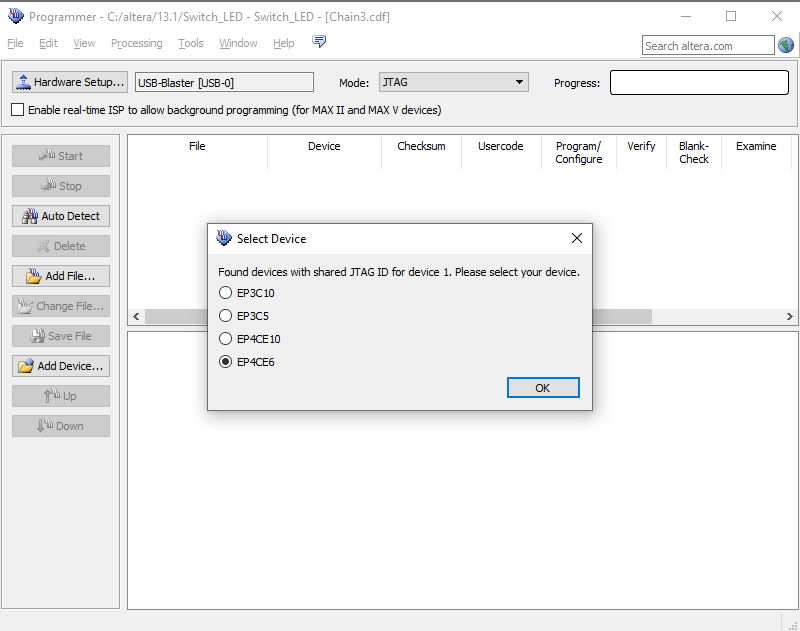 Programmer - C:/altera/13.1/Switch_LED - Switch_LED - [Chain3.cdf]
File Edit View Processing Tools Window Help
Search altera.com
Hardware Setup... USB-Blaster [USB-0] Mode: JTAG Progress:
Enable real-time ISP to allow background programming (for MAX II and MAX V devices)
Start
Stop
Auto Detect
Delete
Add File...
Change File...
Save File
Add Device...
Up
Down
File Device Checksum Usercode Program/ Verify Blank- Examine
Configure Check
Select Device
Found devices with shared JTAG ID for device 1. Please select your device.
EP3C10
EP3C5
EP4CE10
EP4CE6
OK